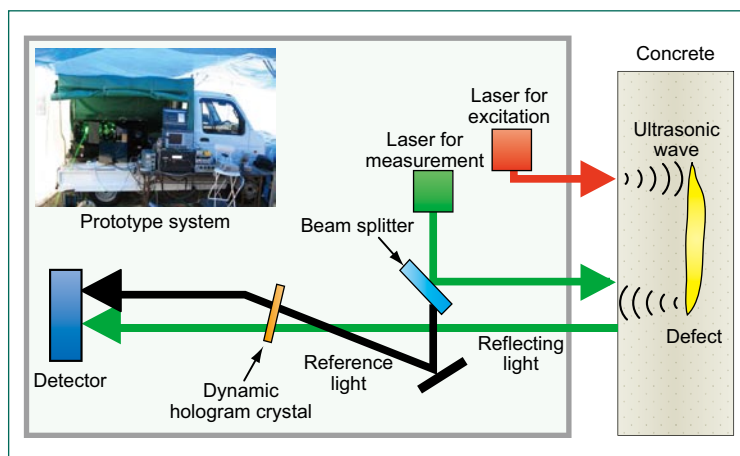 Concrete
Laser for
excitation
Laser for
measurement
Ultrasonic
wave
Prototype system
Beam splitter
Detector
Dynamic
hologram crystal
Reference
light
Reflecting
light
Defect